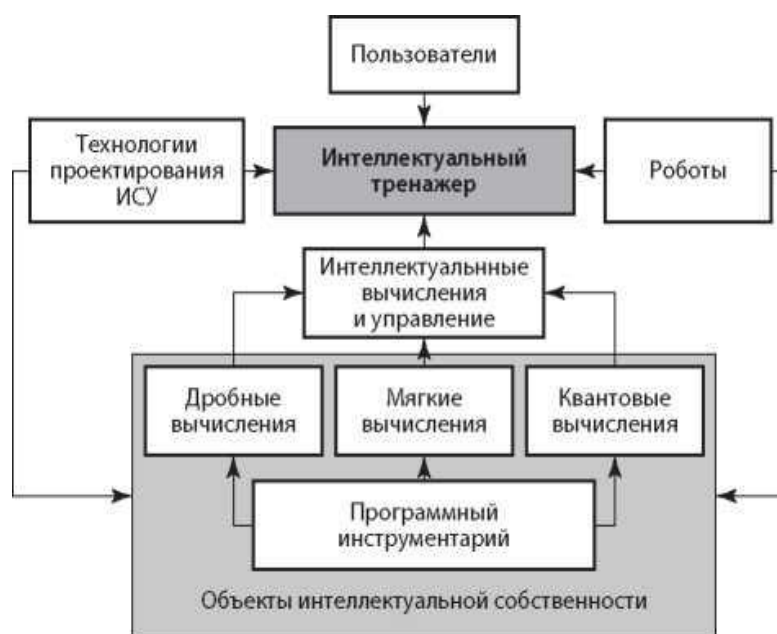 Пользователи
Технологии
проектирования
ИСУ
Интеллектуальный
тренажер
Роботы
Интеллектуальнные
вычисления
и управление
Дробные
вычисления
Мягкие
вычисления
Квантовые
вычисления
Программный
инструментарий
Объекты интеллектуальной собственности